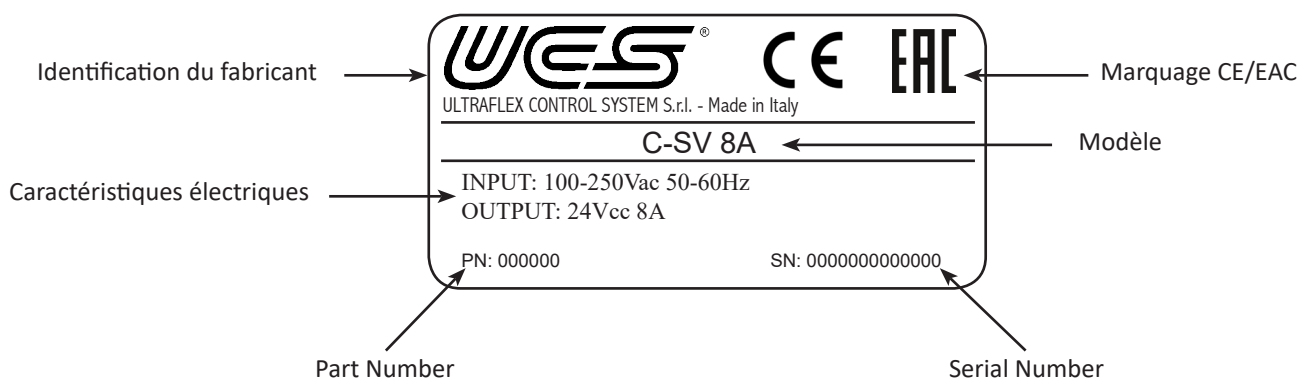 UCS® CE EAC
Identification du fabricant
Marquage CE/EAC
ULTRAFLEX CONTROL SYSTEM S.r.l. - Made in Italy
C-SV 8A
Modèle
Caractéristiques électriques
INPUT: 100-250Vac 50-60Hz
OUTPUT: 24Vcc 8A
PN: 000000 SN: 0000000000000
Part Number
Serial Number